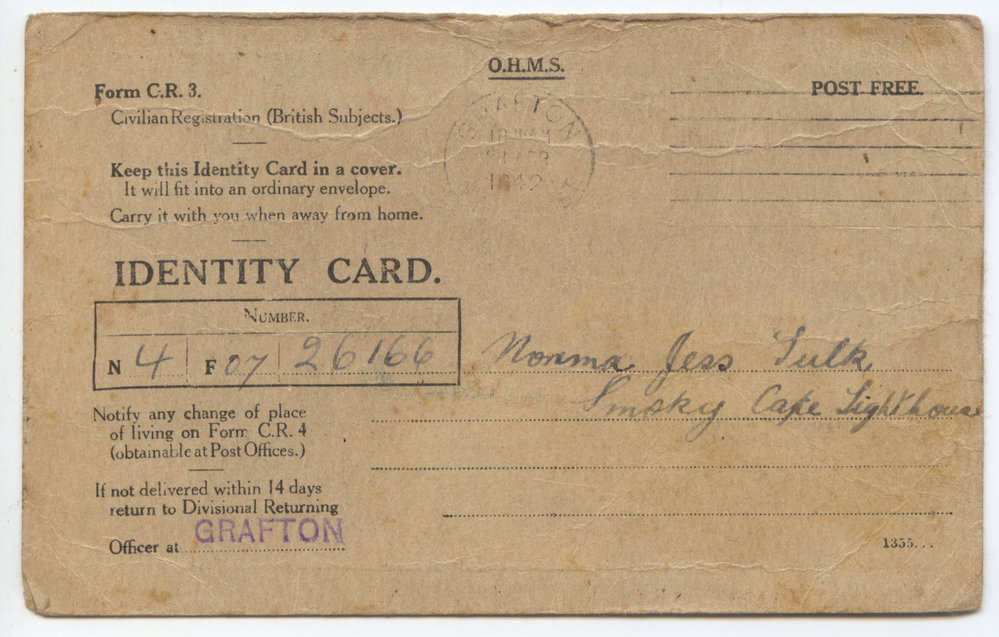 O.H.M.S.
POST FREE.
Form C.R. 3.
Civilian Registration (British Subjects.)
GRAFTON
1942
Keep this Identity Card in a cover.
It will fit into an ordinary envelope.
Carry it with you when away from home.
IDENTITY CARD.
NUMBER.
N 4 F 07 26166
Norma Jess Tulk
Smoky Cape Lighthouse
Notify any change of place
of living on Form C.R. 4
(obtainable at Post Offices.)
If not delivered within 14 days
return to Divisional Returning
Officer at GRAFTON
1355...